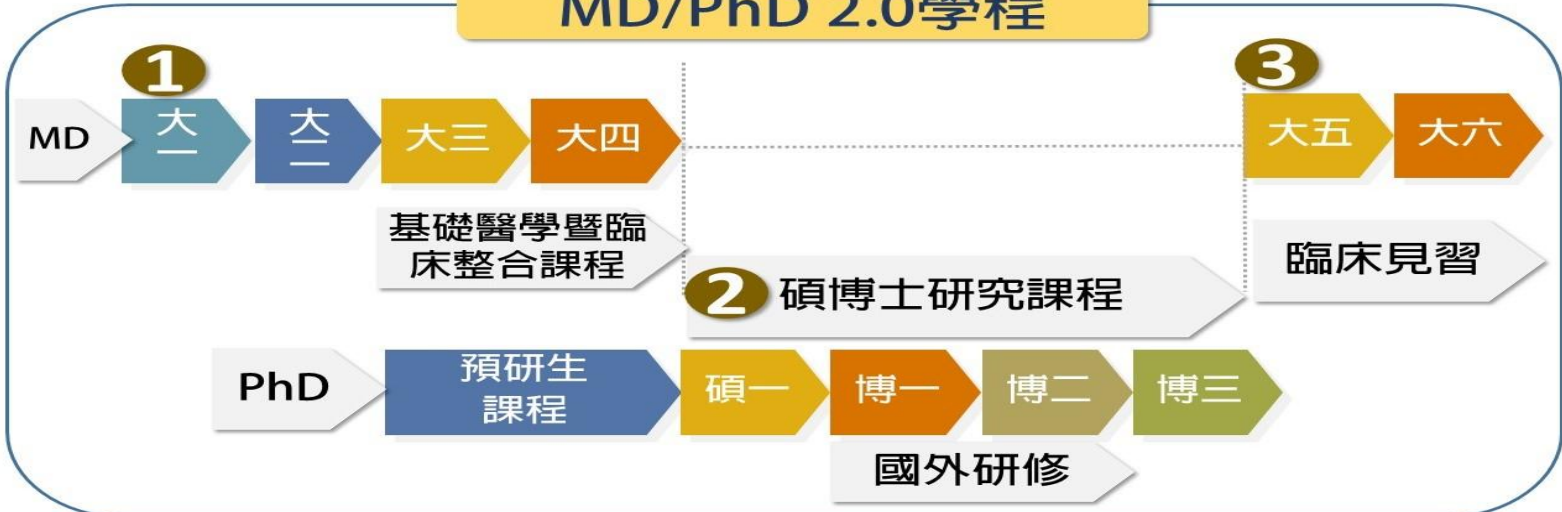 MD/PhD 2.0學程
1
3
MD
大一
大二
大三
大四
大五
大六
基礎醫學暨臨
床整合課程
臨床見習
2
碩博士研究課程
PhD
預研生
課程
碩一
博一
博二
博三
國外研修